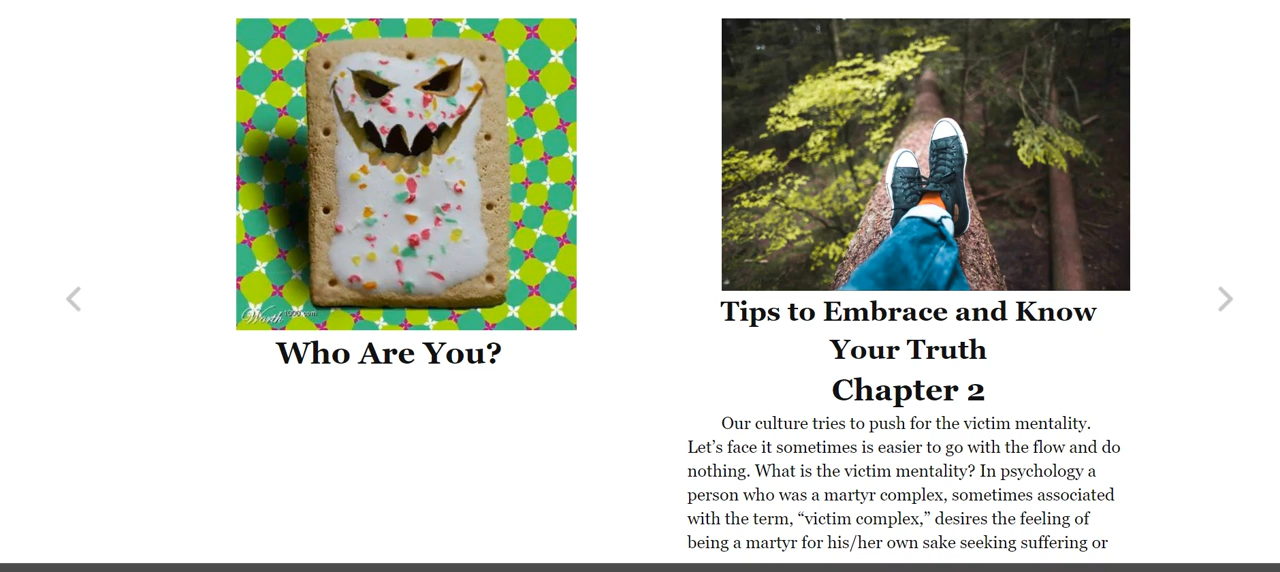 Who Are You?
Tips to Embrace and Know
Your Truth
Chapter 2
Our culture tries to push for the victim mentality.
Let’s face it sometimes is easier to go with the flow and do
nothing. What is the victim mentality? In psychology a
person who was a martyr complex, sometimes associated
with the term, “victim complex,” desires the feeling of
being a martyr for his/her own sake seeking suffering or